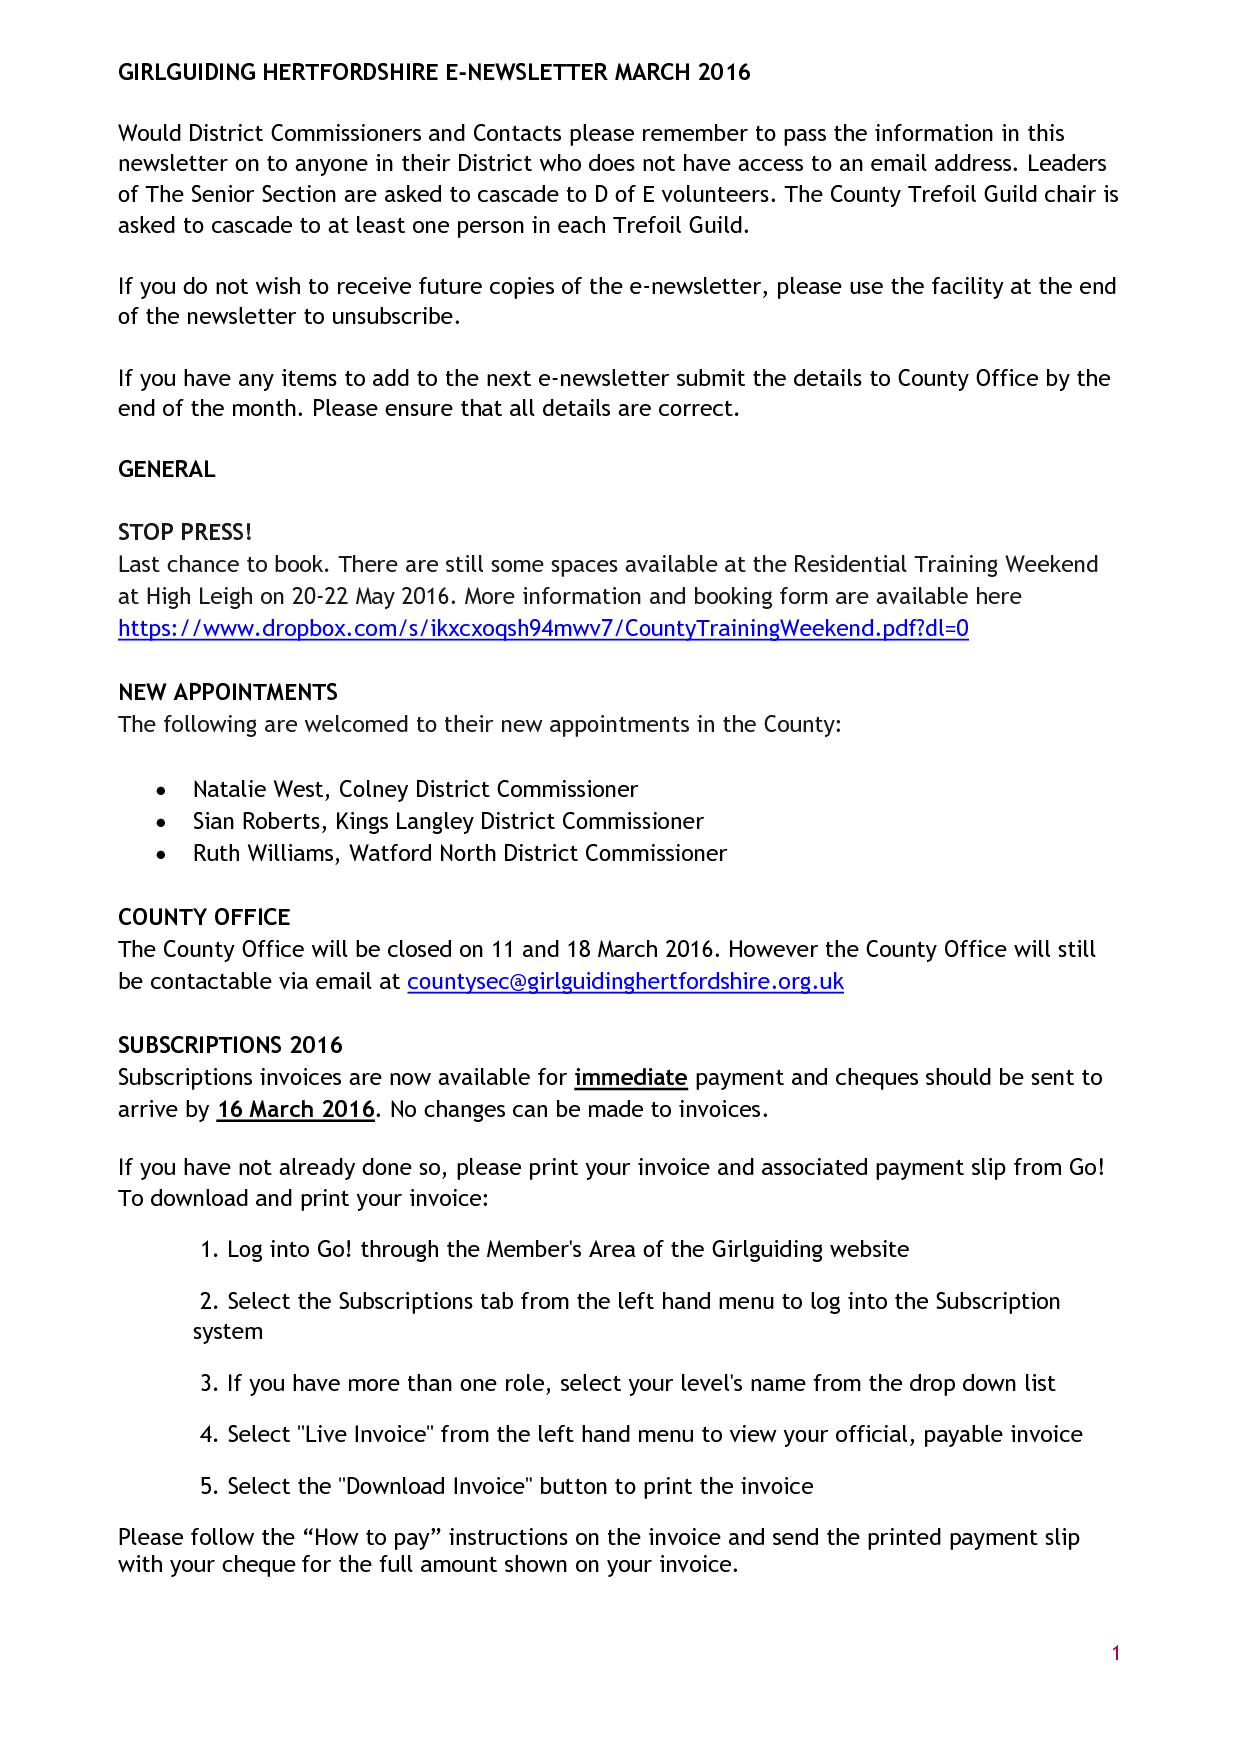 GIRLGUIDING HERTFORDSHIRE E-NEWSLETTER MARCH 2016
Would District Commissioners and Contacts please remember to pass the information in this
newsletter on to anyone in their District who does not have access to an email address. Leaders
of The Senior Section are asked to cascade to D of E volunteers. The County Trefoil Guild chair is
asked to cascade to at least one person in each Trefoil Guild.
If you do not wish to receive future copies of the e-newsletter, please use the facility at the end
of the newsletter to unsubscribe.
If you have any items to add to the next e-newsletter submit the details to County Office by the
end of the month. Please ensure that all details are correct.
GENERAL
STOP PRESS!
Last chance to book. There are still some spaces available at the Residential Training Weekend
at High Leigh on 20-22 May 2016. More information and booking form are available here
https://www.dropbox.com/s/ikxcxoqsh94mwv7/CountyTrainingWeekend.pdf?dl=0
NEW APPOINTMENTS
The following are welcomed to their new appointments in the County:
• Natalie West, Colney District Commissioner
• Sian Roberts, Kings Langley District Commissioner
• Ruth Williams, Watford North District Commissioner
COUNTY OFFICE
The County Office will be closed on 11 and 18 March 2016. However the County Office will still
be contactable via email at countysec@girlguidinghertfordshire.org.uk
SUBSCRIPTIONS 2016
Subscriptions invoices are now available for immediate payment and cheques should be sent to
arrive by 16 March 2016. No changes can be made to invoices.
If you have not already done so, please print your invoice and associated payment slip from Go!
To download and print your invoice:
1. Log into Go! through the Member's Area of the Girlguiding website
2. Select the Subscriptions tab from the left hand menu to log into the Subscription
system
3. If you have more than one role, select your level's name from the drop down list
4. Select "Live Invoice" from the left hand menu to view your official, payable invoice
5. Select the "Download Invoice" button to print the invoice
Please follow the “How to pay” instructions on the invoice and send the printed payment slip
with your cheque for the full amount shown on your invoice.
1